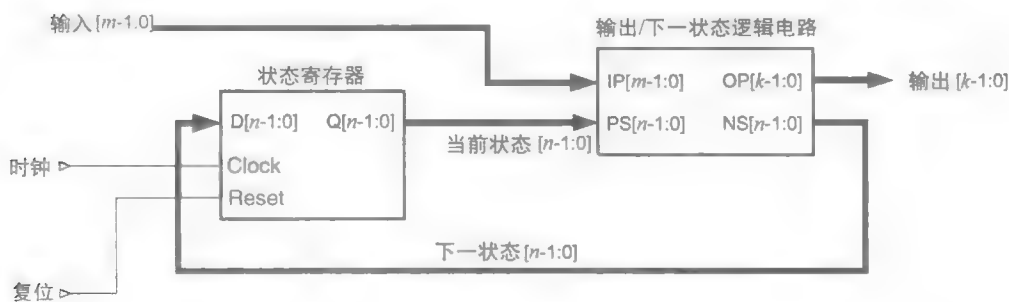 输入[m-1.0]
输出/下一状态逻辑电路
状态寄存器
IP[m-1:0] OP[k-1:0]
输出[k-1:0]
D[n-1:0] Q[n-1:0]
PS[n-1:0] NS[n-1:0]
当前状态[n-1:0]
时钟
Clock
Reset
下一状态[n-1:0]
复位